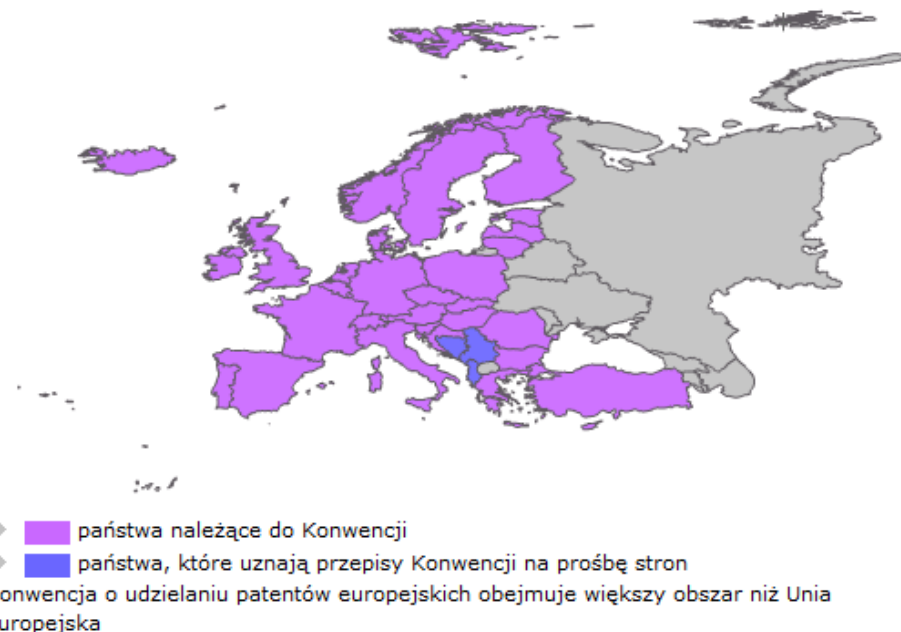 państwa należące do Konwencji
państwa, które uznają przepisy Konwencji na prośbę stron
onwencja o udzielaniu patentów europejskich obejmuje większy obszar niż Unia
uropejska